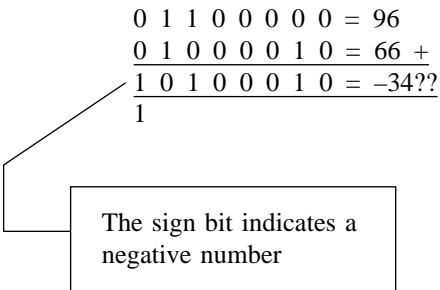 0 1 1 0 0 0 0 0 = 96
0 1 0 0 0 0 1 0 = 66 +
1 0 1 0 0 0 1 0 = –34??
1
The sign bit indicates a
negative number